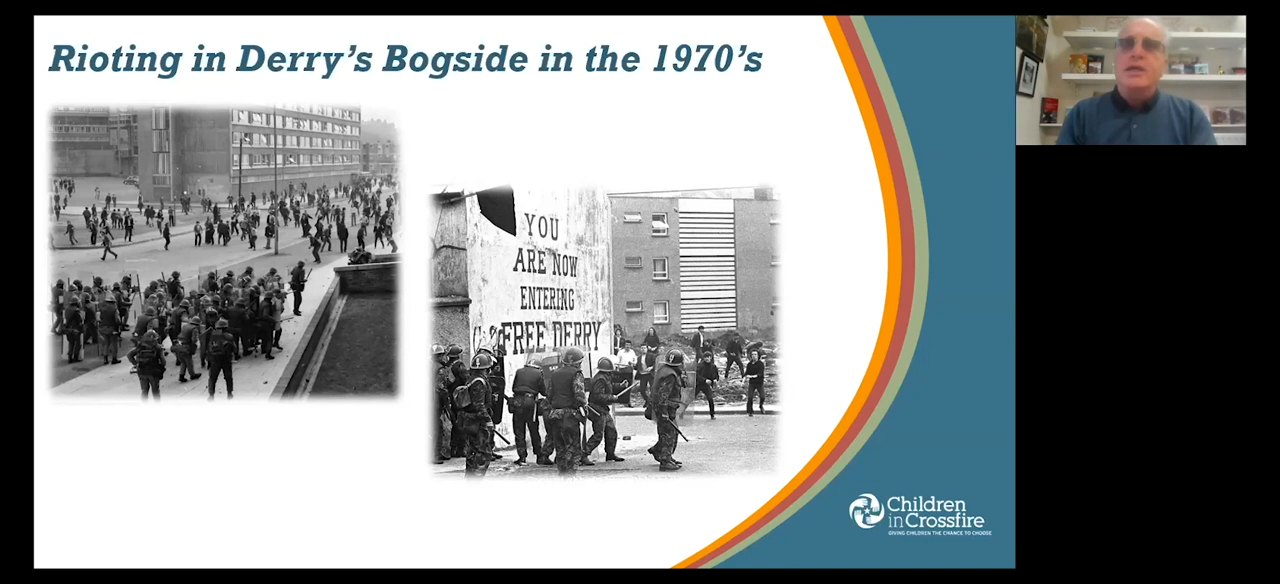 Rioting in Derry's Bogside in the 1970's
YOU
ARE NOW
ENTERING
FREE DERRY
Children
in Crossfire
GIVING CHILDREN THE CHANCE TO CHOOSE